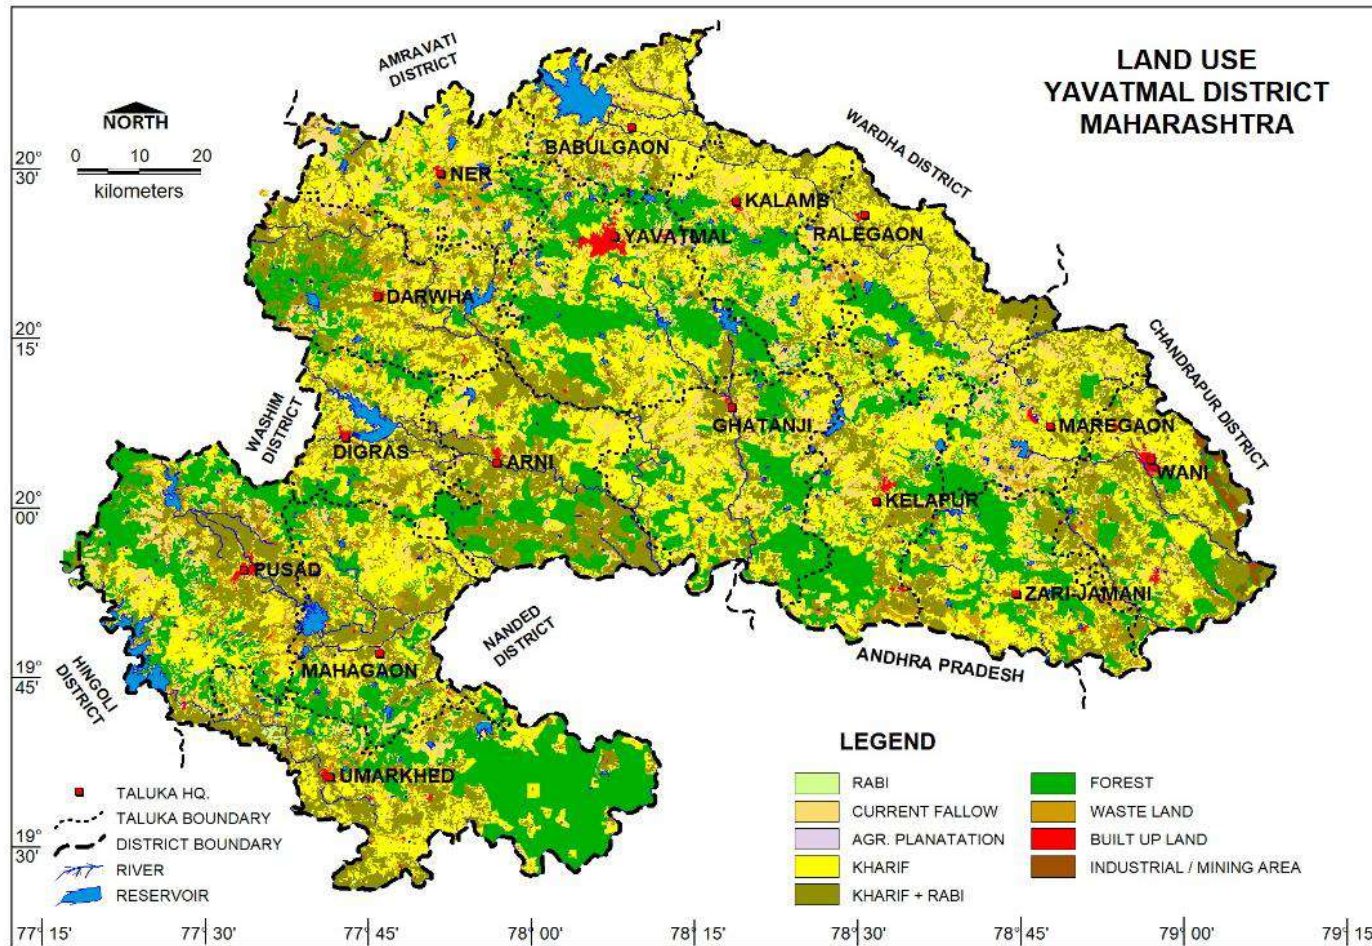 LAND USE
YAVATMAL DISTRICT
MAHARASHTRA
AMRAVATI
DISTRICT
WARDHA DISTRICT
CHANDRAPUR DISTRICT
WASHIM
DISTRICT
HINGOLI
DISTRICT
NANDED
DISTRICT
ANDHRA PRADESH
NORTH
0 10 20
kilometers
20°
30'
20°
15'
20°
00'
19°
45'
19°
30'
BABULGAON
NER
KALAMB
RALEGAON
YAVATMAL
DARWHA
GHATANJI
MAREGAON
DIGRAS
ARNI
WANI
KELAPUR
PUSAD
ZARI-JAMANI
MAHAGAON
UMARKHED
TALUKA HQ.
TALUKA BOUNDARY
DISTRICT BOUNDARY
RIVER
RESERVOIR
LEGEND
RABI
CURRENT FALLOW
AGR. PLANATATION
KHARIF
KHARIF + RABI
FOREST
WASTE LAND
BUILT UP LAND
INDUSTRIAL / MINING AREA
77° 15' 77° 30' 77° 45' 78° 00' 78° 15' 78° 30' 78° 45' 79° 00' 79° 15'